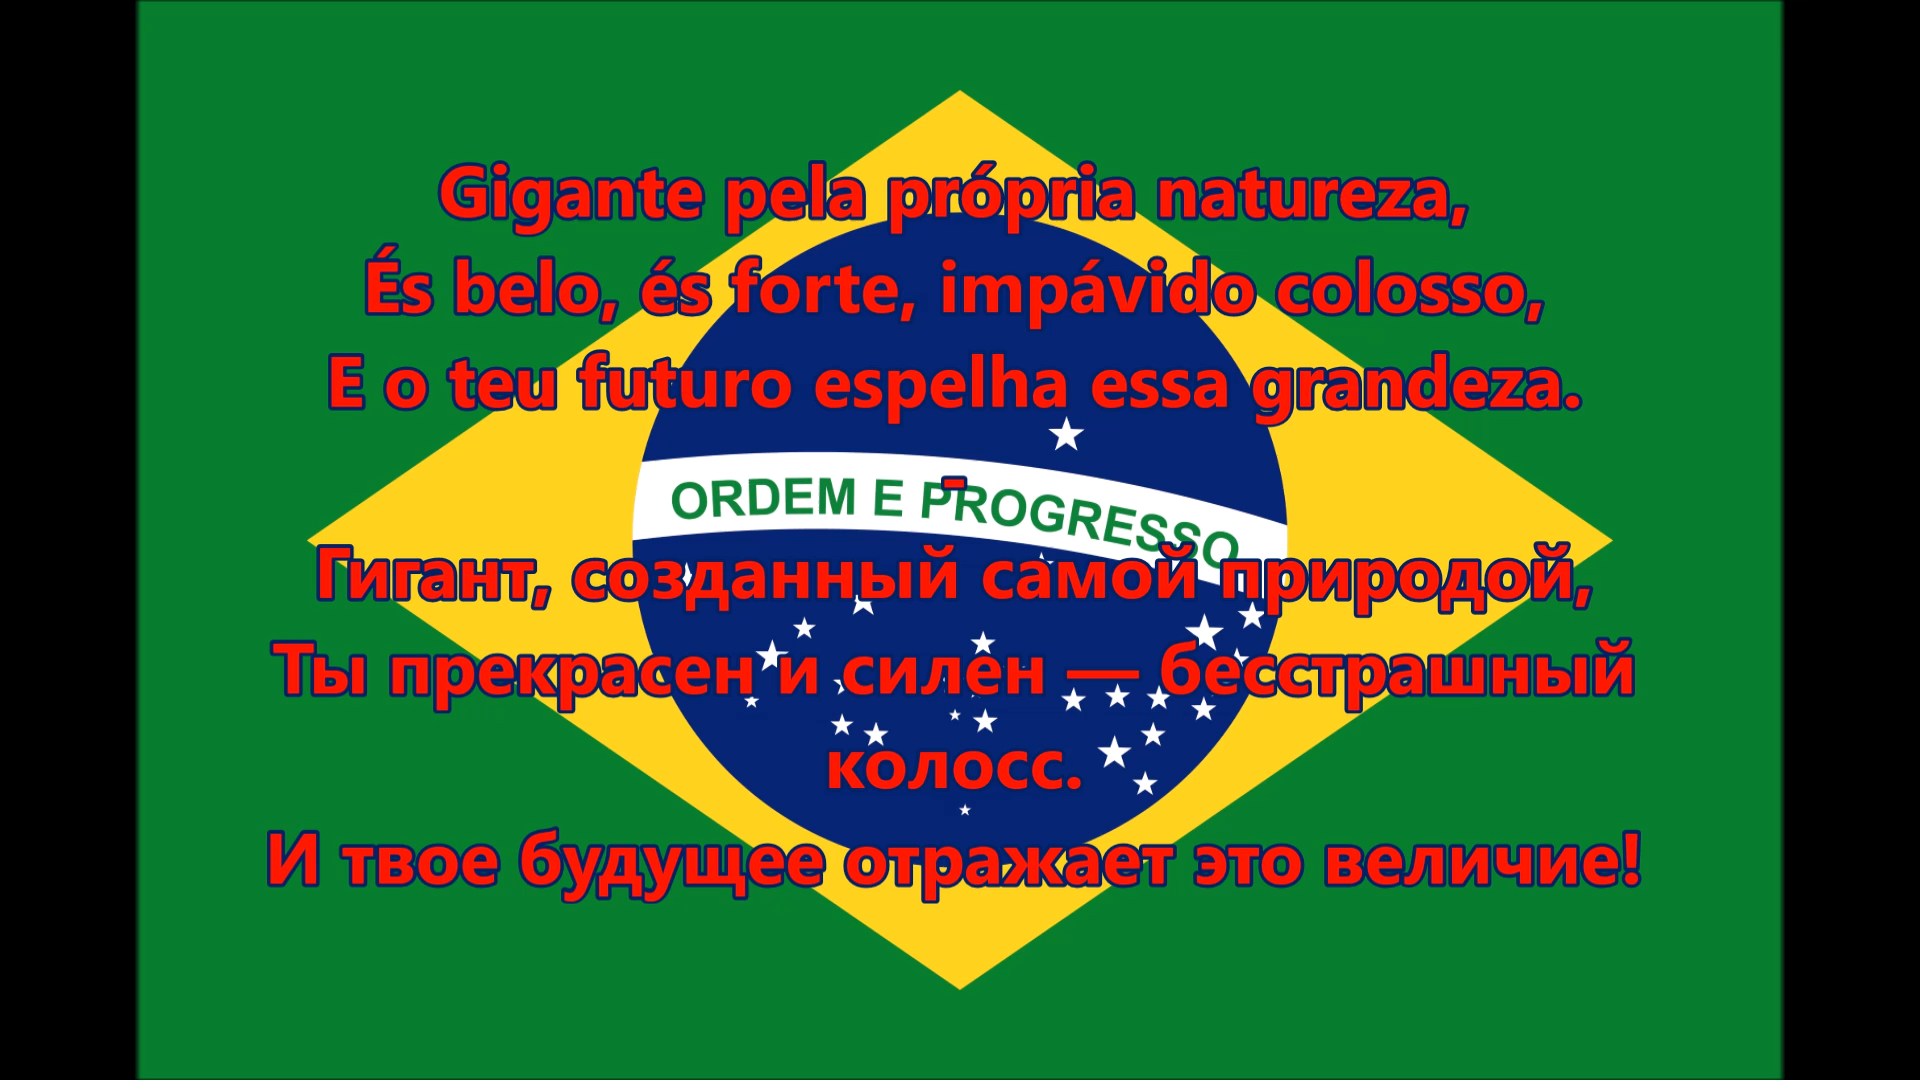 Gigante pela própria natureza,
És belo, és forte, impávido colosso,
E o teu futuro espelha essa grandeza.
-
ORDEM E PROGRESSO
Гигант, созданный самой природой,
Ты прекрасен и силен — бесстрашный
колосс.
И твое будущее отражает это величие!